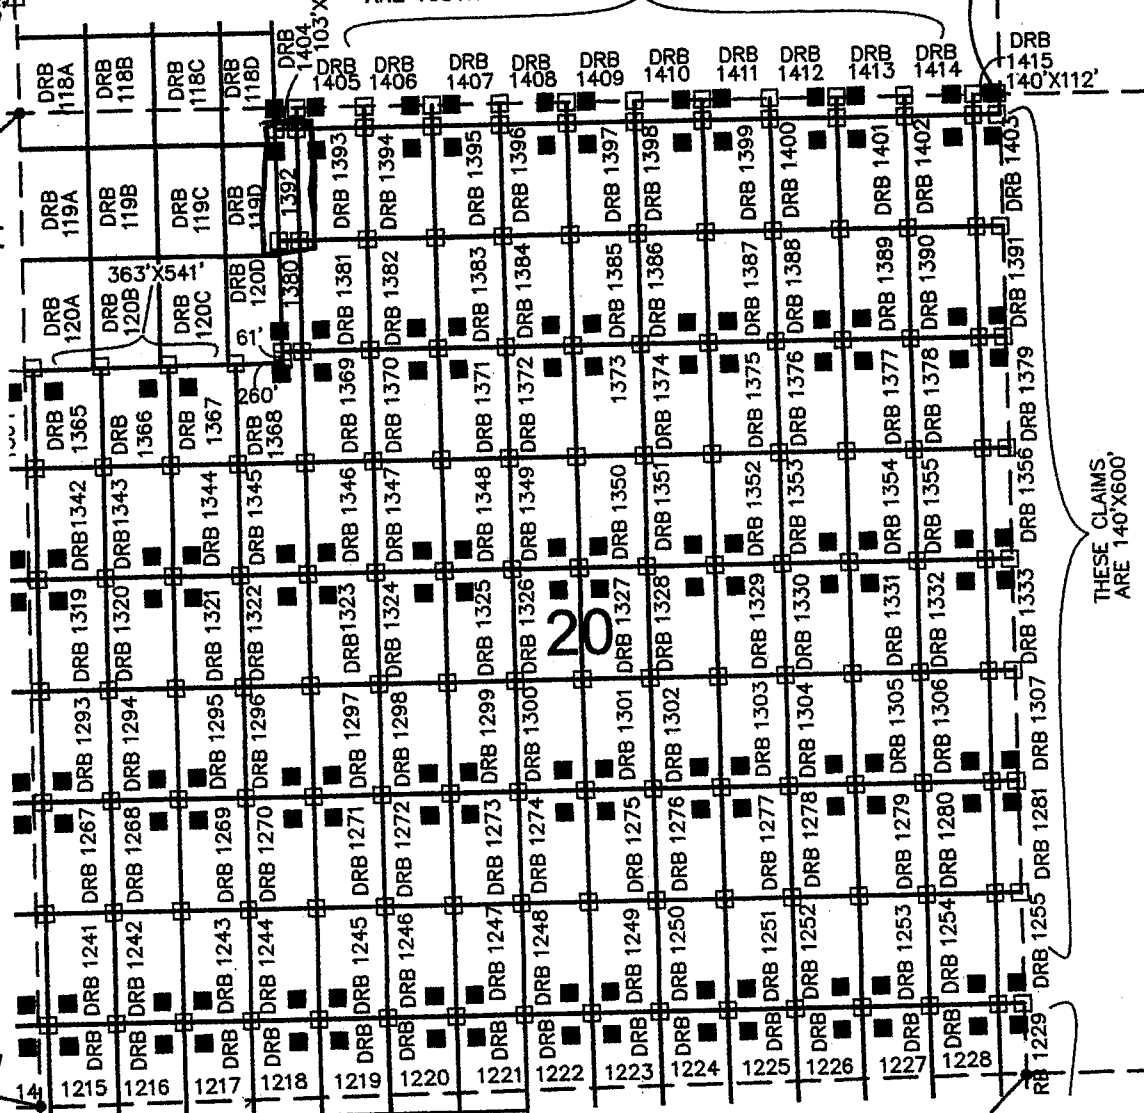 DRB 1404
103'X
DRB 1405
DRB 1406
DRB 1407
DRB 1408
DRB 1409
DRB 1410
DRB 1411
DRB 1412
DRB 1413
DRB 1414
DRB 1415
140'X112'
DRB 118A
DRB 118B
DRB 118C
DRB 118D
DRB 119A
DRB 119B
DRB 119C
DRB 119D
1392
DRB 1393
DRB 1394
DRB 1395
DRB 1396
DRB 1397
DRB 1398
DRB 1399
DRB 1400
DRB 1401
DRB 1402
DRB 1403
363'X541'
DRB 120A
DRB 120B
DRB 120C
DRB 120D
1380
DRB 1381
DRB 1382
DRB 1383
DRB 1384
DRB 1385
DRB 1386
DRB 1387
DRB 1388
DRB 1389
DRB 1390
DRB 1391
61'
260'
DRB 1365
DRB 1366
DRB 1367
DRB 1368
DRB 1369
DRB 1370
DRB 1371
DRB 1372
1373
DRB 1374
DRB 1375
DRB 1376
DRB 1377
DRB 1378
DRB 1379
DRB 1342
DRB 1343
DRB 1344
DRB 1345
DRB 1346
DRB 1347
DRB 1348
DRB 1349
DRB 1350
DRB 1351
DRB 1352
DRB 1353
DRB 1354
DRB 1355
DRB 1356
THESE CLAIMS
ARE 140'X600'
DRB 1319
DRB 1320
DRB 1321
DRB 1322
DRB 1323
DRB 1324
DRB 1325
DRB 1326
20
DRB 1327
DRB 1328
DRB 1329
DRB 1330
DRB 1331
DRB 1332
DRB 1333
DRB 1293
DRB 1294
DRB 1295
DRB 1296
DRB 1297
DRB 1298
DRB 1299
DRB 1300
DRB 1301
DRB 1302
DRB 1303
DRB 1304
DRB 1305
DRB 1306
DRB 1307
DRB 1267
DRB 1268
DRB 1269
DRB 1270
DRB 1271
DRB 1272
DRB 1273
DRB 1274
DRB 1275
DRB 1276
DRB 1277
DRB 1278
DRB 1279
DRB 1280
DRB 1281
DRB 1241
DRB 1242
DRB 1243
DRB 1244
DRB 1245
DRB 1246
DRB 1247
DRB 1248
DRB 1249
DRB 1250
DRB 1251
DRB 1252
DRB 1253
DRB 1254
DRB 1255
14
DRB 1215
DRB 1216
DRB 1217
DRB 1218
DRB 1219
DRB 1220
DRB 1221
DRB 1222
DRB 1223
DRB 1224
DRB 1225
DRB 1226
DRB 1227
DRB 1228
RB 1229